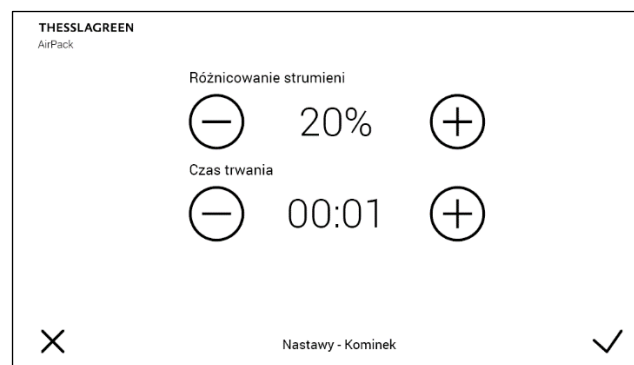 THESSLAGREEN
AirPack
Różnicowanie strumieni
20%
Czas trwania
00:01
Nastawy - Kominek